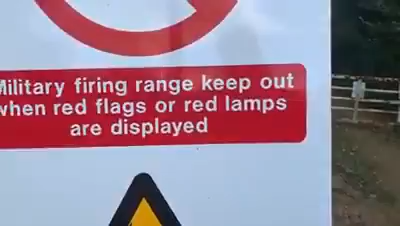 Military firing range keep out
when red flags or red lamps
are displayed